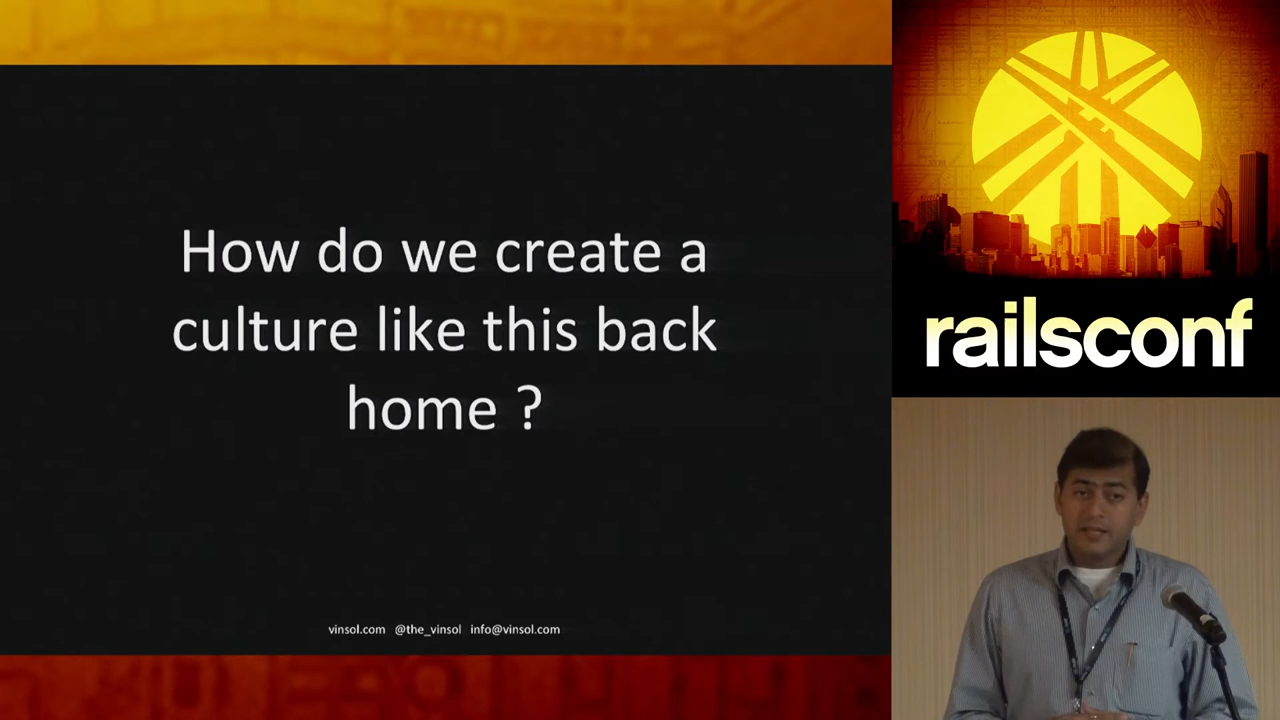 How do we create a
culture like this back
home ?
vinsol.com @the_vinsol info@vinsol.com
railsconf